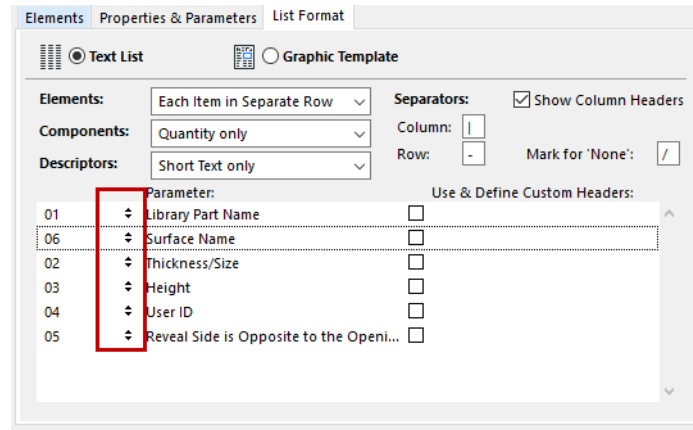 Elements Properties & Parameters List Format
Text List Graphic Template
Elements: Each Item in Separate Row Separators: Show Column Headers
Components: Quantity only Column: |
Descriptors: Short Text only Row: - Mark for 'None': /
Parameter: Use & Define Custom Headers:
01 Library Part Name
06 Surface Name
02 Thickness/Size
03 Height
04 User ID
05 Reveal Side is Opposite to the Openi...